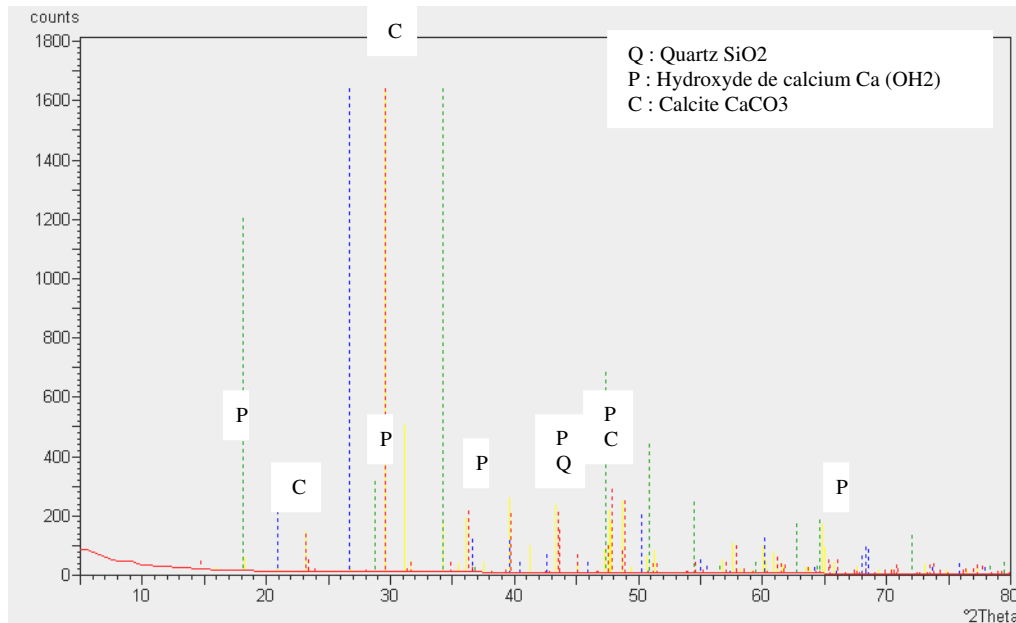 counts
C
1800
Q : Quartz SiO2
P : Hydroxyde de calcium Ca (OH2)
C : Calcite CaCO3
1600
1400
1200
1000
800
600
400
200
0
P
C
P
P
P
Q
P
C
P
10
20
30
40
50
60
70
80
°2Theta